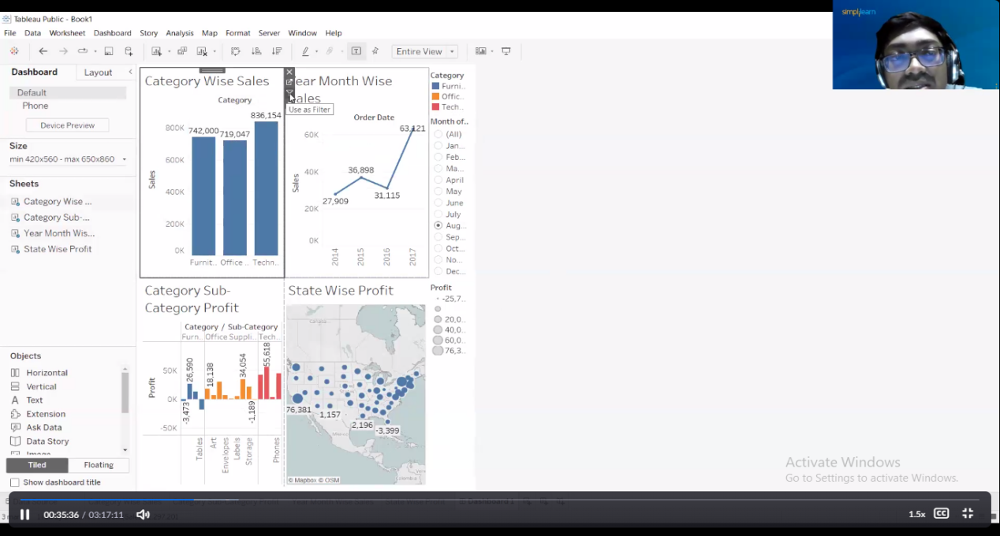 Tableau Public - Book1
simplilearn
File Data Worksheet Dashboard Story Analysis Map Format Server Window Help
Entire View
Dashboard Layout
Default
Phone
Device Preview
Size
min 420x560 - max 650x860
Sheets
Category Wise ...
Category Sub-...
Year Month Wis...
State Wise Profit
Objects
Horizontal
Vertical
Text
Extension
Ask Data
Data Story
Image
Tiled Floating
Show dashboard title
Category Wise Sales
Category
836,154
742,000
719,047
800K
600K
400K
200K
0K
Sales
Furnit.. Office .. Techn..
Year Month Wise
Sales
Use as Filter
Order Date
63,121
60K
36,898
40K
31,115
27,909
20K
0K
Sales
2014 2015 2016 2017
Category
Furni..
Offic..
Tech..
Month of..
(All)
Jan...
Feb...
Ma...
April
May
June
July
Aug...
Sep...
Oct...
No...
Dec...
Profit
-25,7..
20,0..
40,0..
60,0..
76,3..
Category Sub-
Category Profit
Category / Sub-Category
Furn.. Office Suppli.. Tech..
50K
0K
-50K
Profit
-3,473
26,590
18,138
34,054
-1,189
55,618
Tables
Art
Envelopes
Labels
Storage
Phones
State Wise Profit
Canada
Mexico
76,381
1,157
2,196
-3,399
© Mapbox © OSM
Activate Windows
Go to Settings to activate Windows.
00:35:36 / 03:17:11
1.5x
CC